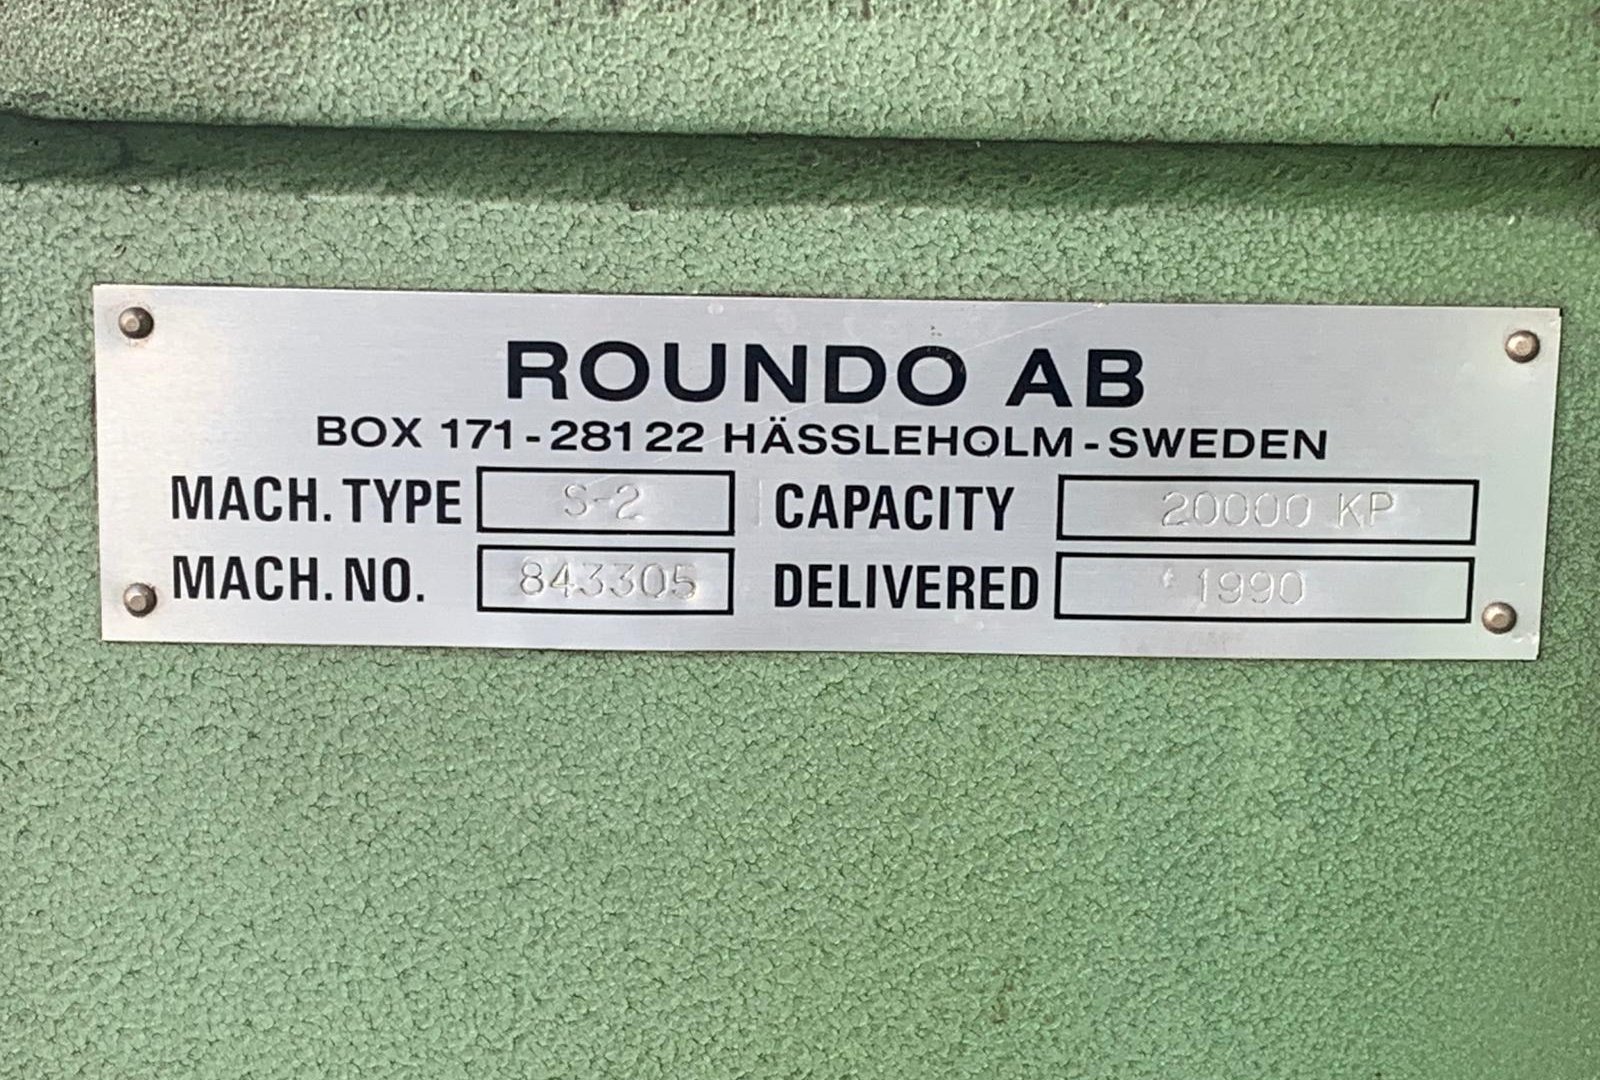 ROUNDO AB
BOX 171 - 281 22 HÄSSLEHOLM - SWEDEN
MACH. TYPE S-2 CAPACITY 20000 KP
MACH. NO. 843305 DELIVERED 1990